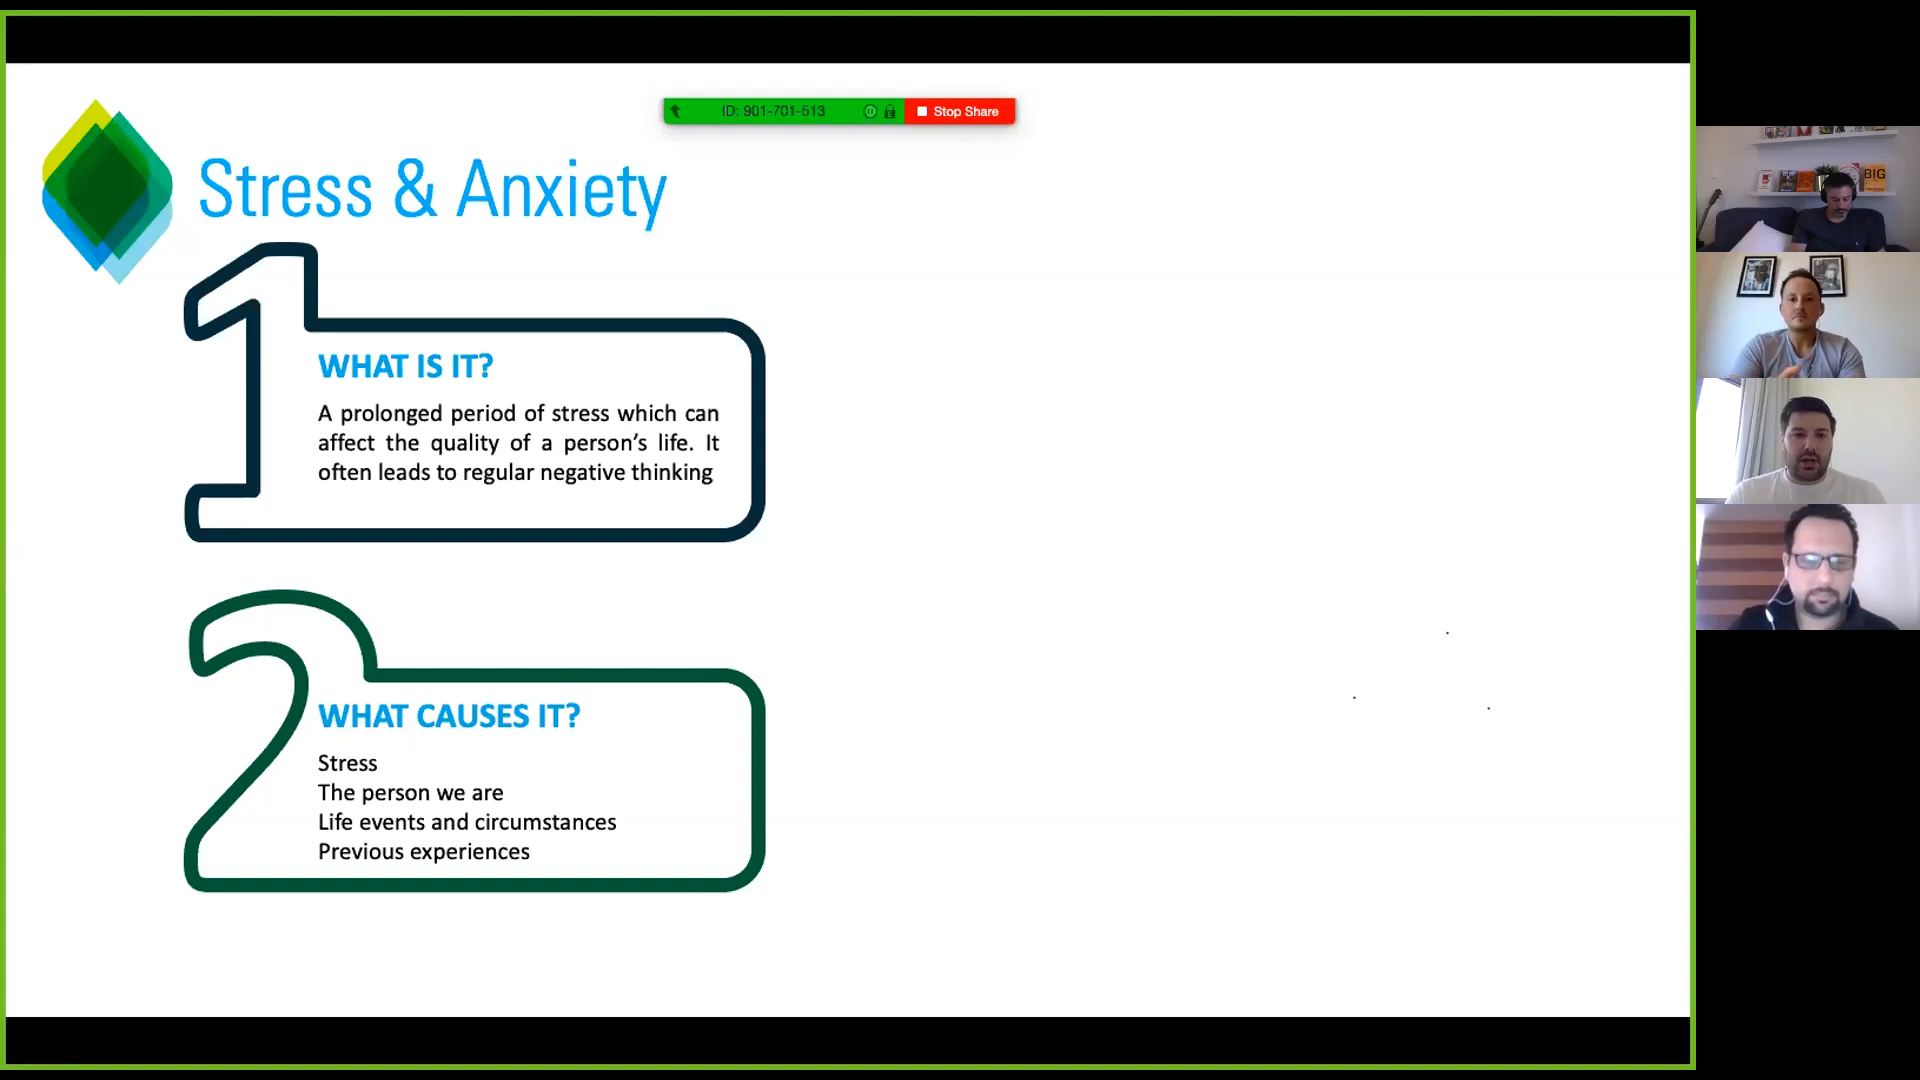 ID: 901-701-513
Stop Share
Stress & Anxiety
WHAT IS IT?
A prolonged period of stress which can
affect the quality of a person’s life. It
often leads to regular negative thinking
WHAT CAUSES IT?
Stress
The person we are
Life events and circumstances
Previous experiences
BIG